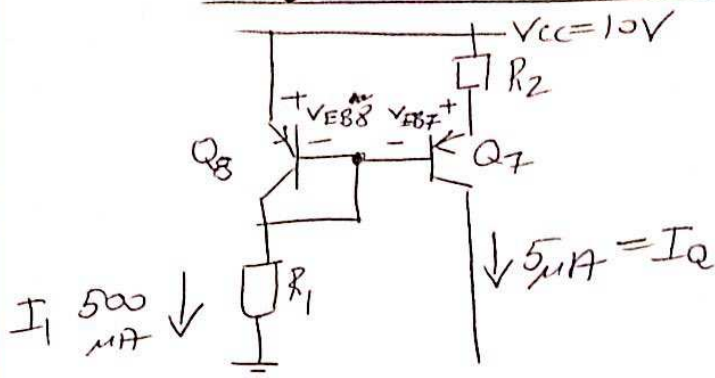 VCC=10V
R2
+ VEB8 - VEB7 +
- -
Q8
Q7
I1 500 μA
R1
5μA = IQ